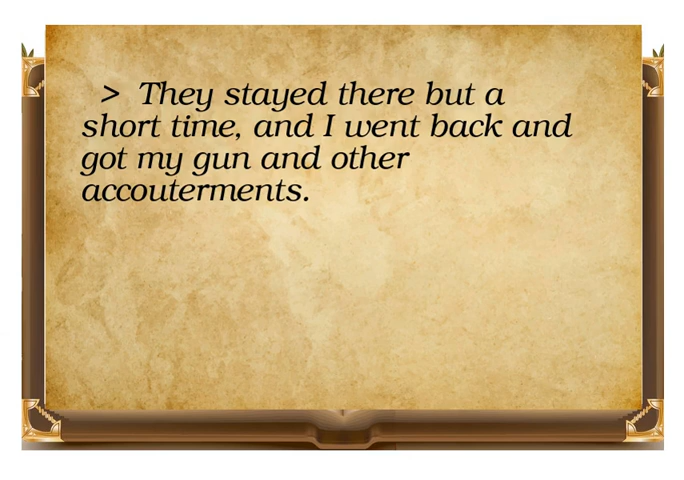 > They stayed there but a
short time, and I went back and
got my gun and other
accouterments.